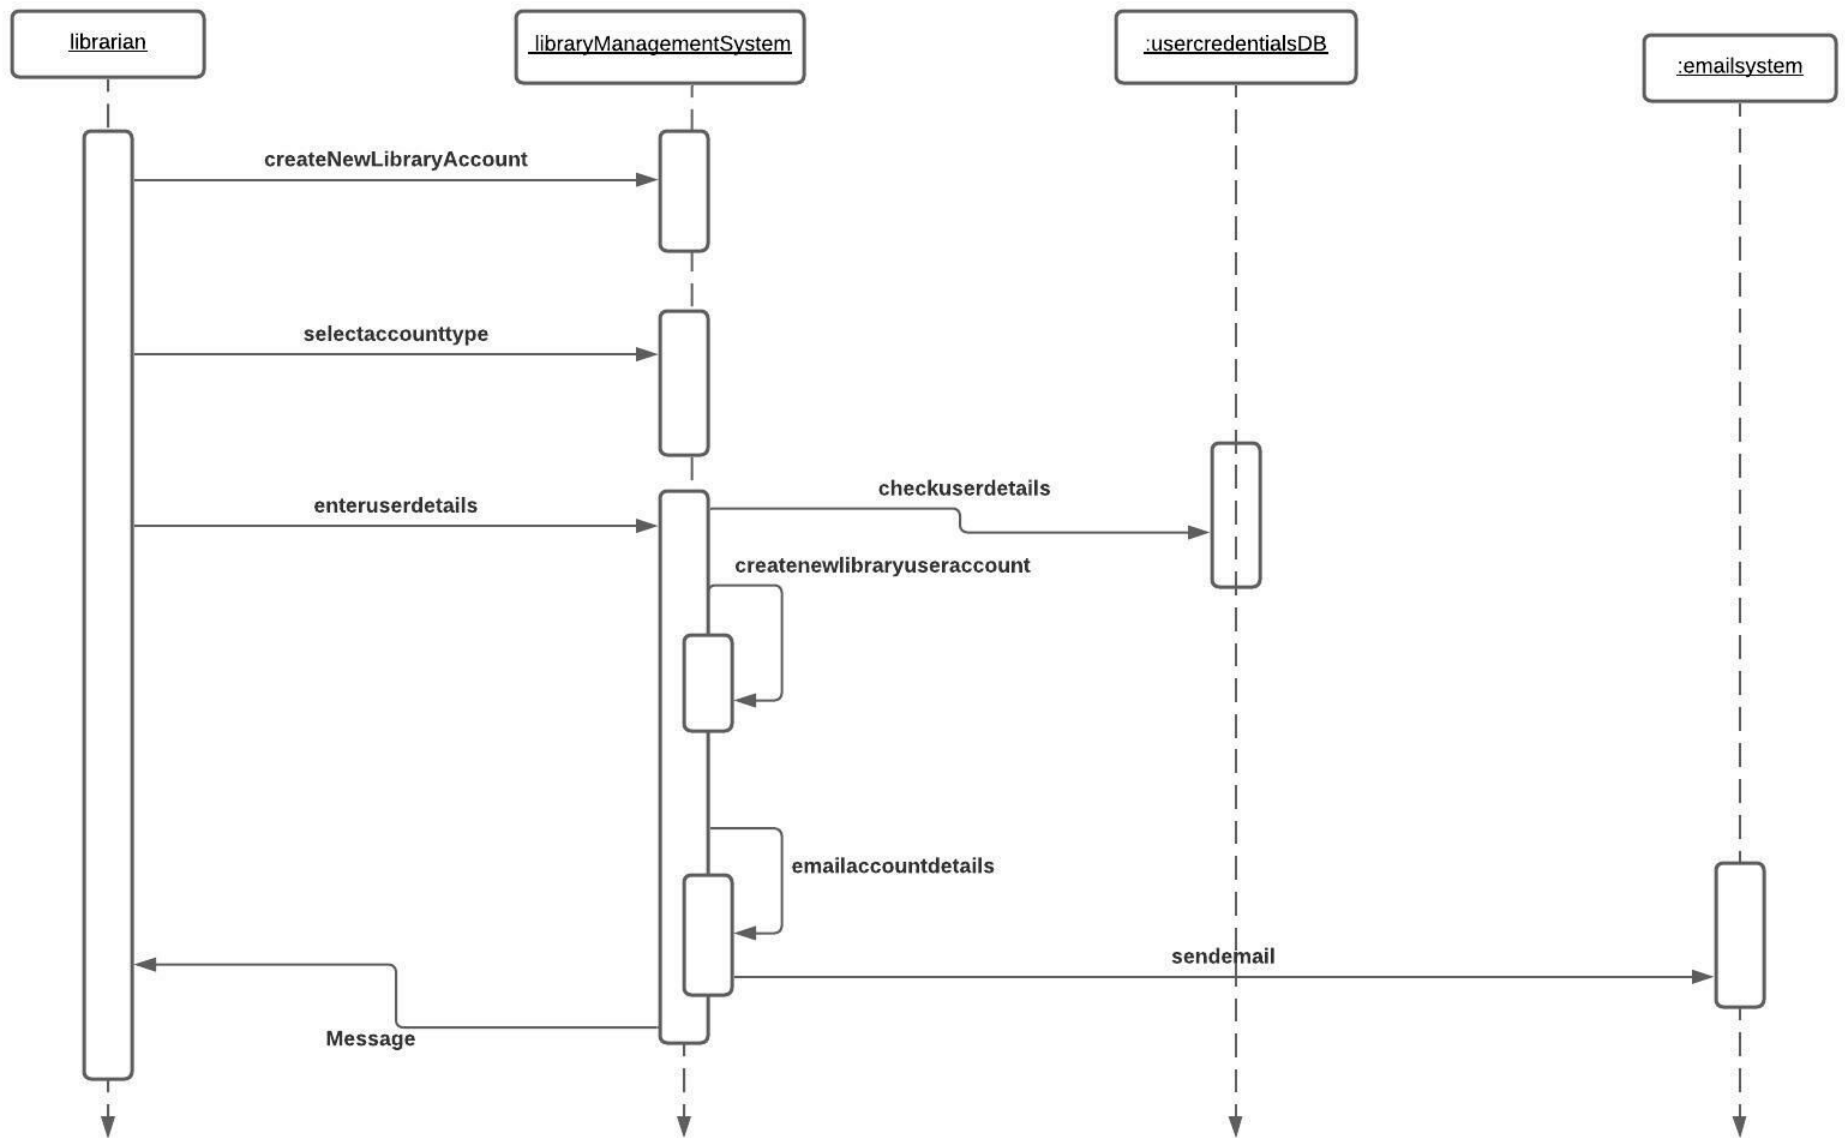 librarian
libraryManagementSystem
:usercredentialsDB
:emailsystem
createNewLibraryAccount
selectaccounttype
checkuserdetails
enteruserdetails
createnewlibraryuseraccount
emailaccountdetails
sendemail
Message